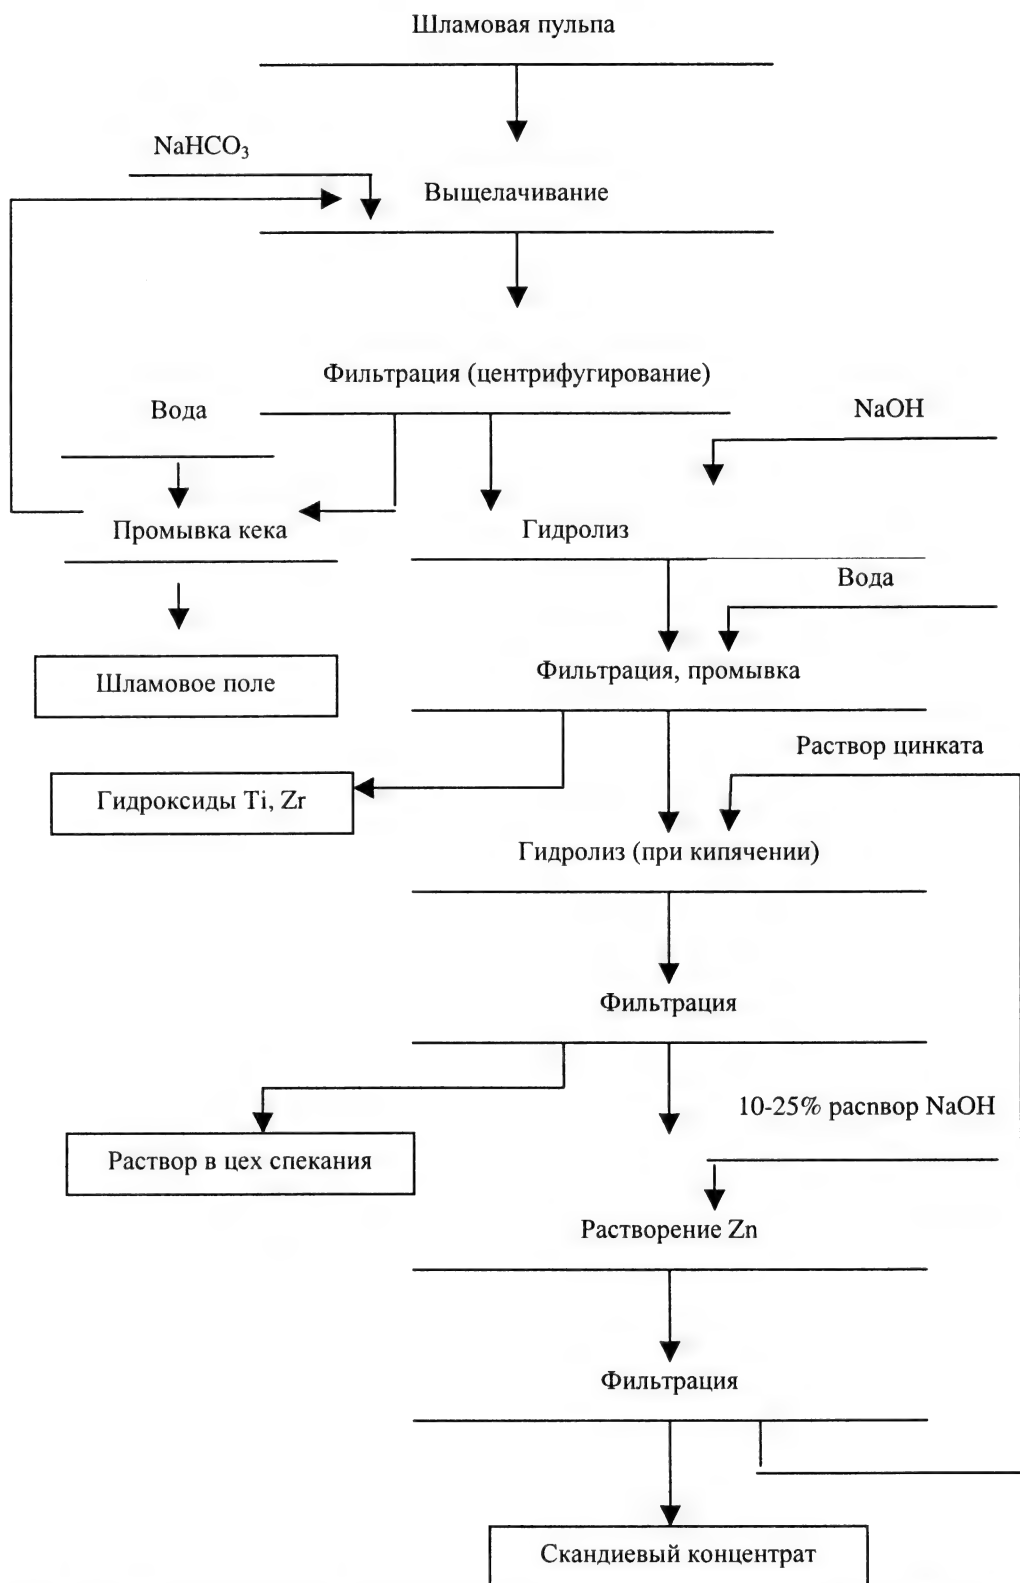 Шламовая пульпа
NaHCO₃
Выщелачивание
Фильтрация (центрифугирование)
Вода
NaOH
Промывка кека
Гидролиз
Вода
Шламовое поле
Фильтрация, промывка
Раствор цинката
Гидроксиды Ti, Zr
Гидролиз (при кипячении)
Фильтрация
10-25% распвор NaOH
Раствор в цех спекания
Растворение Zn
Фильтрация
Скандиевый концентрат